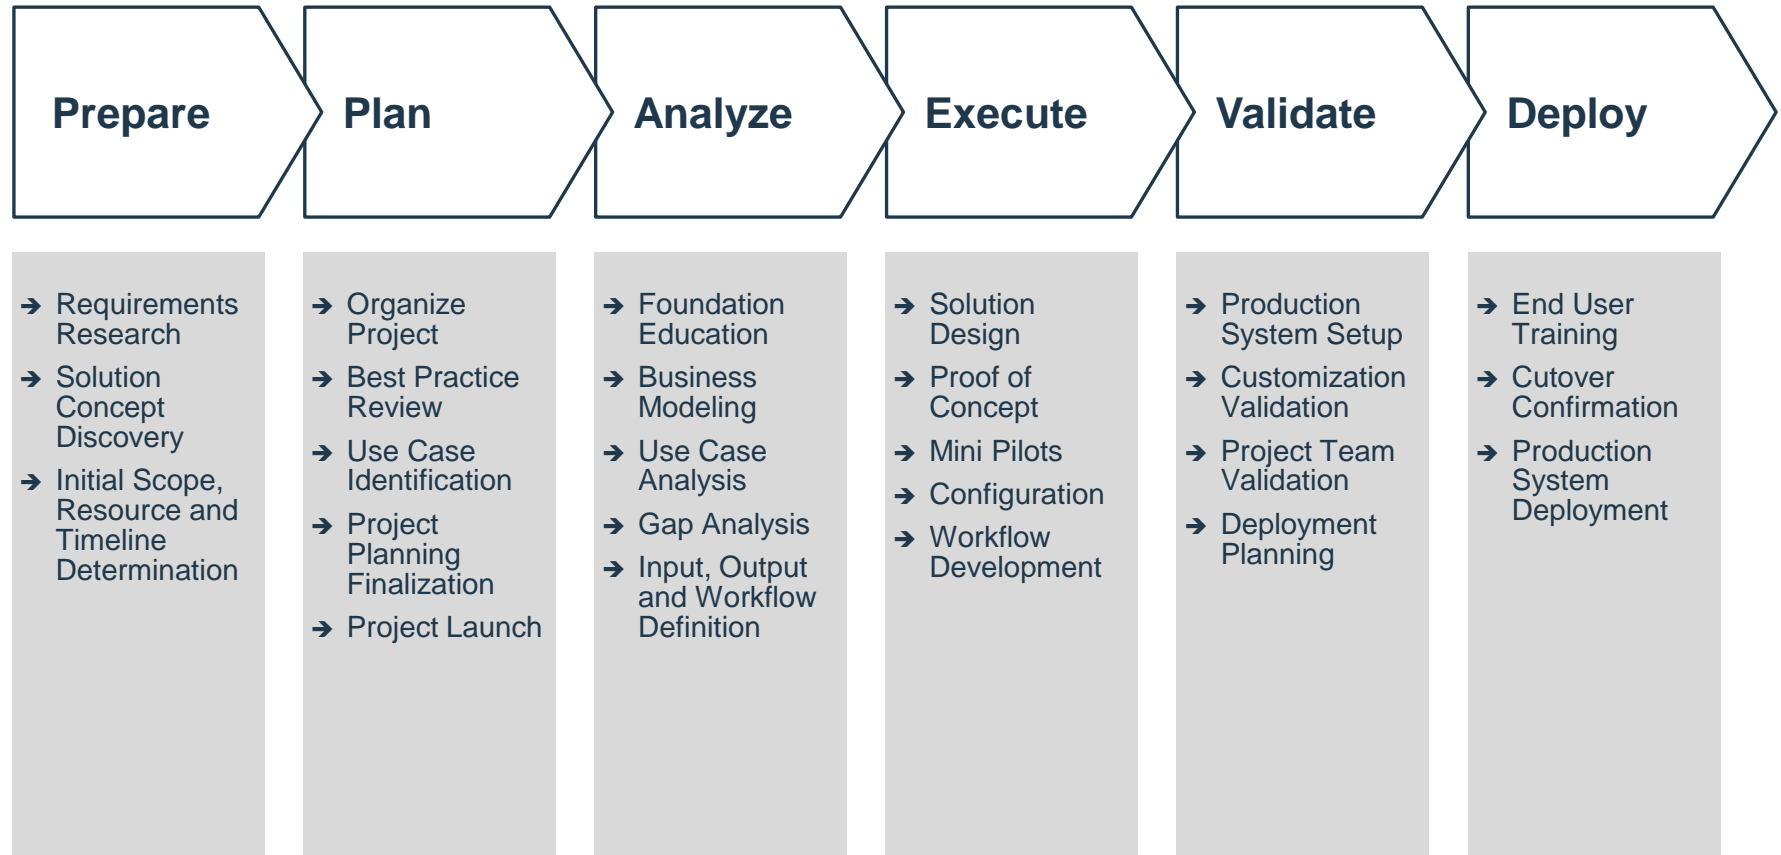 Prepare
Plan
Analyze
Execute
Validate
Deploy
➔ Requirements
Research
➔ Solution
Concept
Discovery
➔ Initial Scope,
Resource and
Timeline
Determination
➔ Organize
Project
➔ Best Practice
Review
➔ Use Case
Identification
➔ Project
Planning
Finalization
➔ Project Launch
➔ Foundation
Education
➔ Business
Modeling
➔ Use Case
Analysis
➔ Gap Analysis
➔ Input, Output
and Workflow
Definition
➔ Solution
Design
➔ Proof of
Concept
➔ Mini Pilots
➔ Configuration
➔ Workflow
Development
➔ Production
System Setup
➔ Customization
Validation
➔ Project Team
Validation
➔ Deployment
Planning
➔ End User
Training
➔ Cutover
Confirmation
➔ Production
System
Deployment